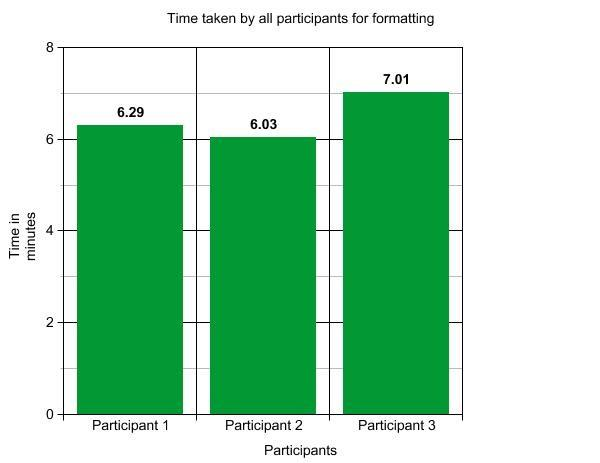 Time taken by all participants for formatting
8
7.01
6.29
6.03
6
Time in
minutes
4
2
0
Participant 1
Participant 2
Participant 3
Participants